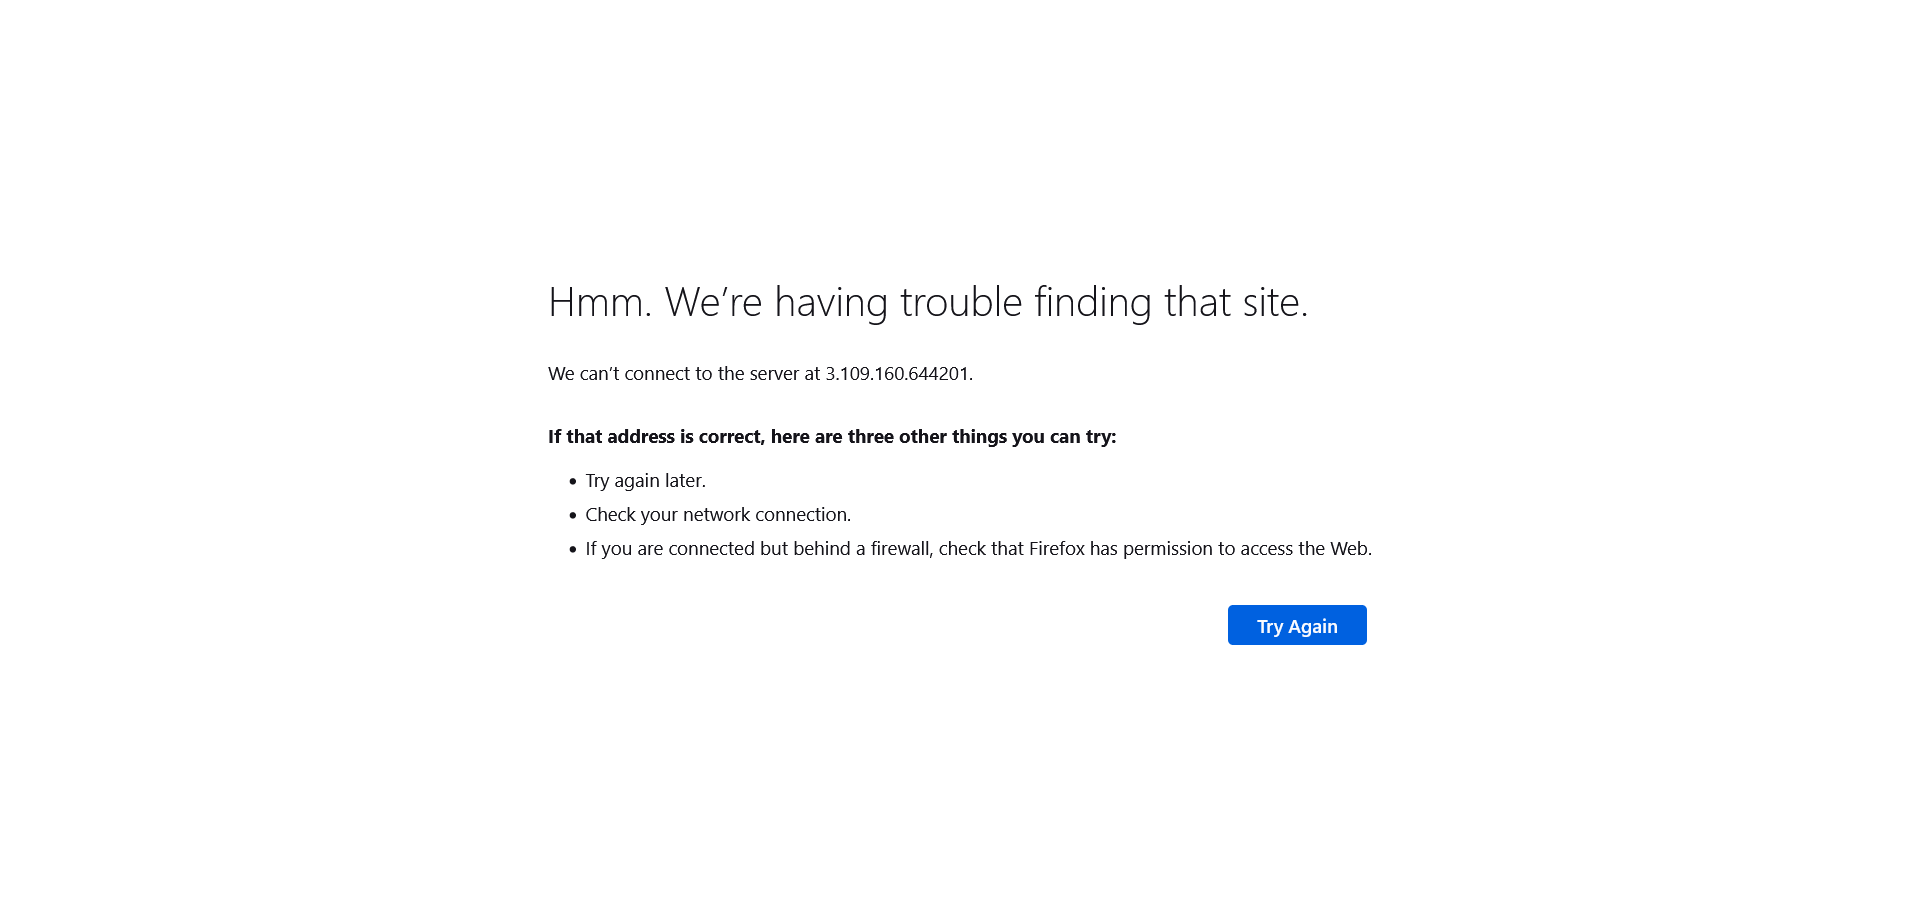 Hmm. We’re having trouble finding that site.
We can’t connect to the server at 3.109.160.644201.
If that address is correct, here are three other things you can try:
• Try again later.
• Check your network connection.
• If you are connected but behind a firewall, check that Firefox has permission to access the Web.
Try Again